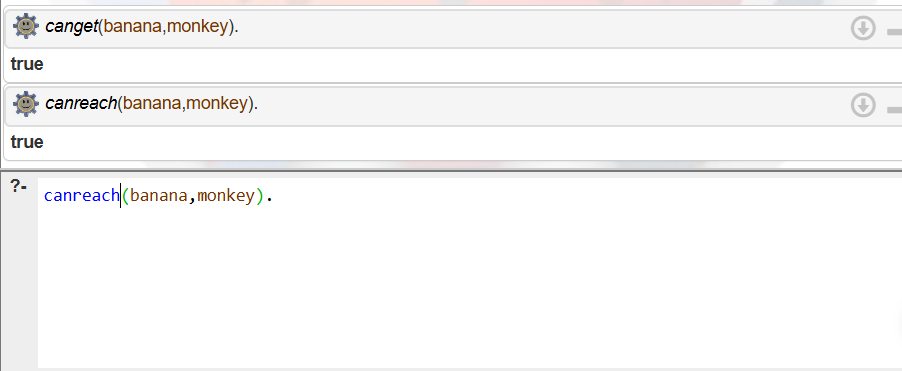 canget(banana,monkey).
true
canreach(banana,monkey).
true
?- canreach(banana,monkey).